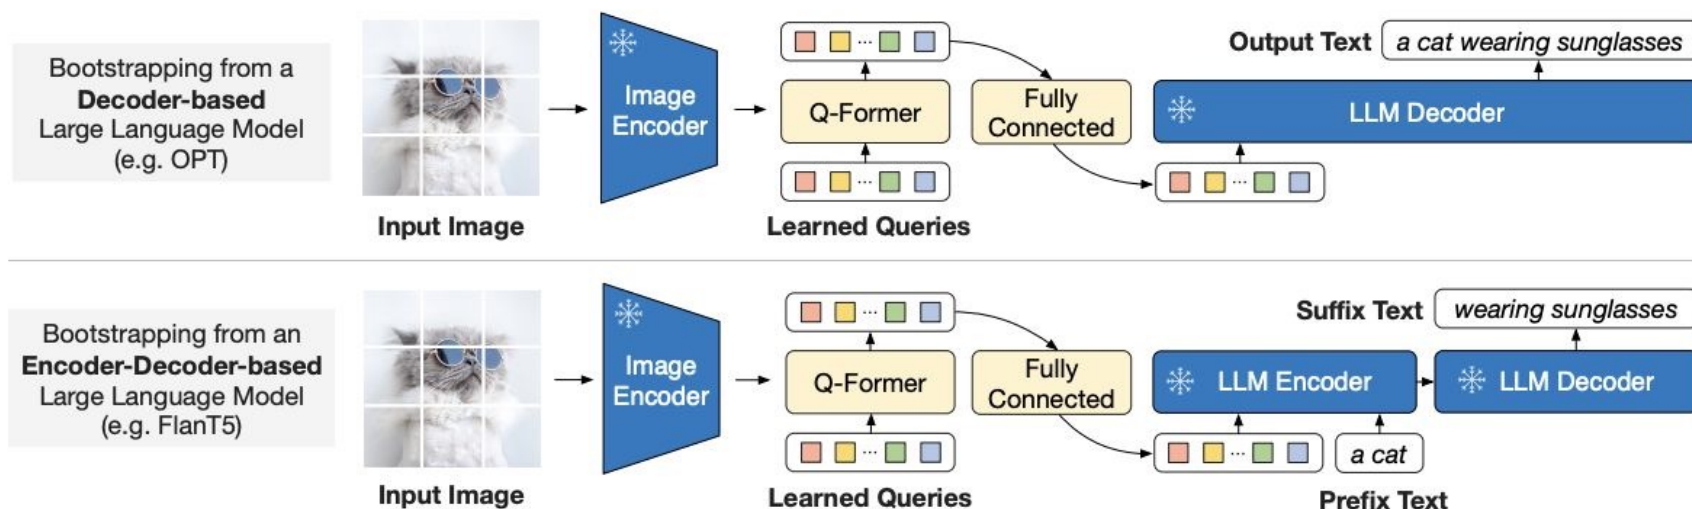 Bootstrapping from a
Decoder-based
Large Language Model
(e.g. OPT)
Input Image
Image
Encoder
...
Q-Former
...
Learned Queries
Fully
Connected
Output Text
a cat wearing sunglasses
LLM Decoder
...
Bootstrapping from an
Encoder-Decoder-based
Large Language Model
(e.g. FlanT5)
Input Image
Image
Encoder
...
Q-Former
...
Learned Queries
Fully
Connected
Suffix Text
wearing sunglasses
LLM Encoder
LLM Decoder
...
a cat
Prefix Text